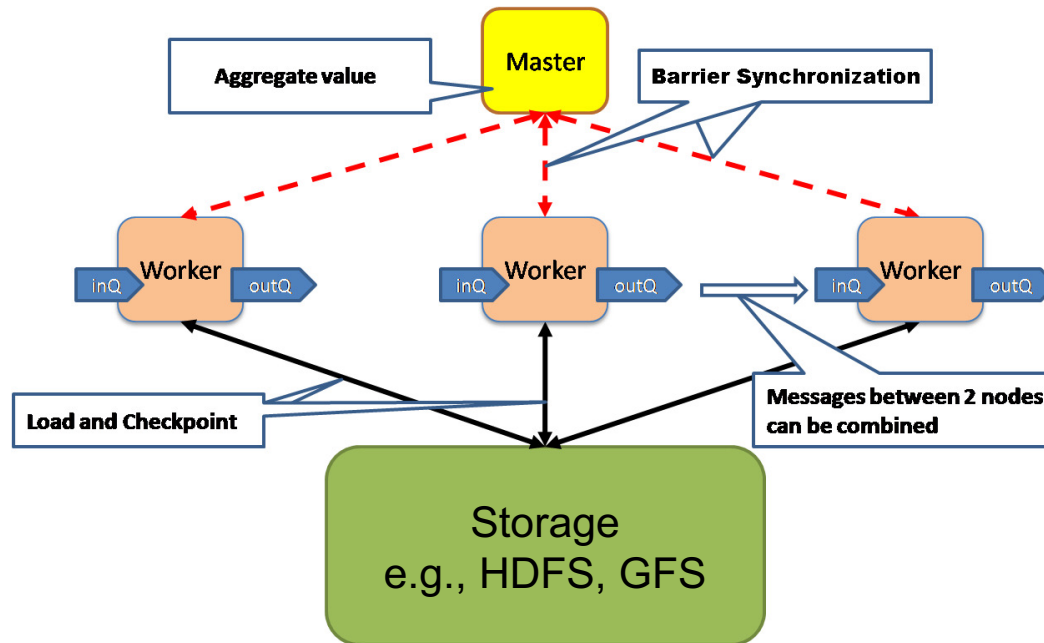 Master
Aggregate value
Barrier Synchronization
Worker
inQ
outQ
Worker
inQ
outQ
Worker
inQ
outQ
Load and Checkpoint
Messages between 2 nodes
can be combined
Storage
e.g., HDFS, GFS